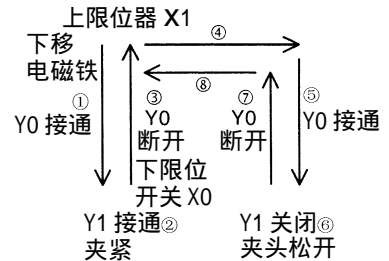 上限位器 X1
下移
电磁铁
④
⑧
①
Y0 接通
③
Y0
断开
⑦
Y0
断开
⑤
Y0 接通
下限位
开关 X0
Y1 接通②
夹紧
Y1 关闭⑥
夹头松开